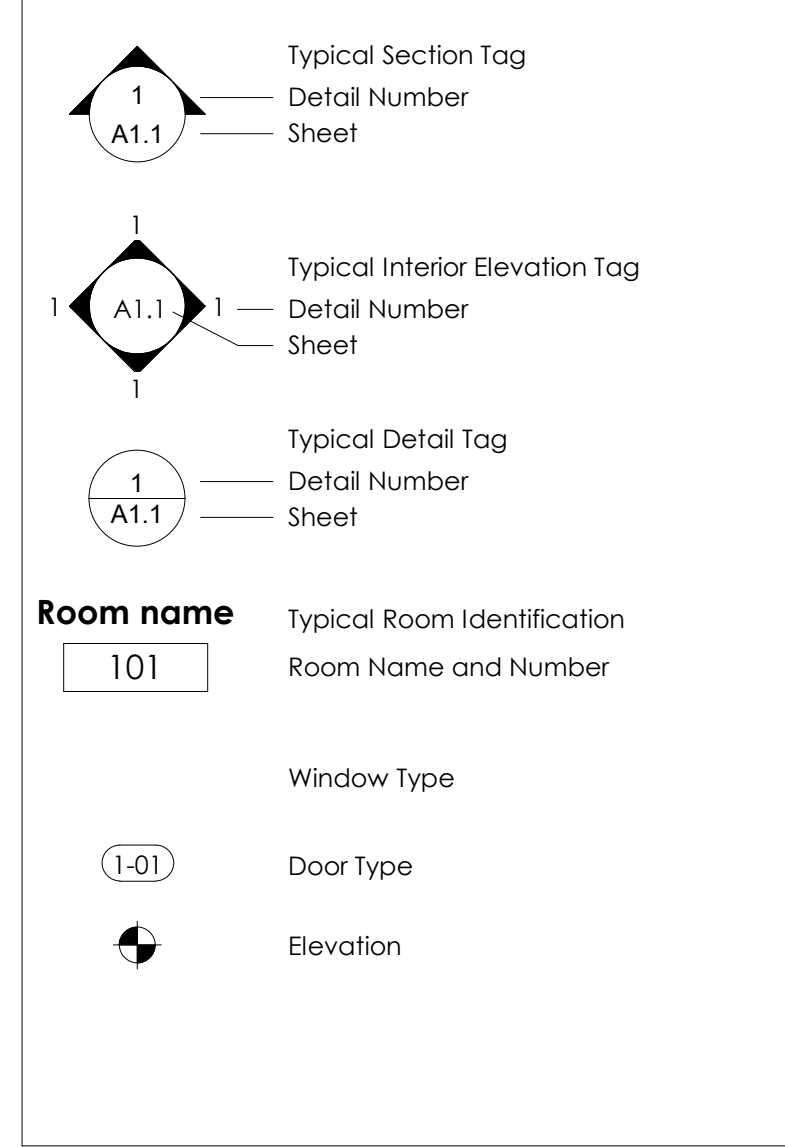 Typical Section Tag
1 Detail Number
A1.1 Sheet
1
Typical Interior Elevation Tag
1 A1.1 1 Detail Number
Sheet
1
Typical Detail Tag
1 Detail Number
A1.1 Sheet
Room name Typical Room Identification
101 Room Name and Number
Window Type
1-01 Door Type
Elevation